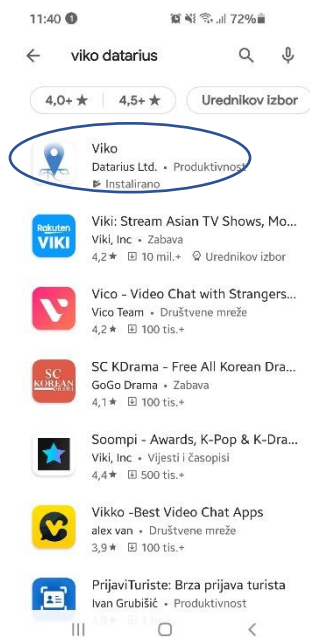 11:40 1 72%
viko datarius
4,0+ ★ 4,5+ ★ Urednikov izbor
Viko
Datarius Ltd. • Produktivnost
Instalirano
Rakuten
VIKI
Viki: Stream Asian TV Shows, Mo...
Viki, Inc • Zabava
4,2★ 10 mil.+ Urednikov izbor
Vico - Video Chat with Strangers...
Vico Team • Društvene mreže
4,2★ 100 tis.+
SC
KOREAN
SC KDrama - Free All Korean Dra...
GoGo Drama • Zabava
4,1★ 100 tis.+
Soompi - Awards, K-Pop & K-Dra...
Viki, Inc • Vijesti i časopisi
4,4★ 500 tis.+
Vikko -Best Video Chat Apps
alex van • Društvene mreže
3,9★ 100 tis.+
PrijaviTuriste: Brza prijava turista
Ivan Grubišić • Produktivnost